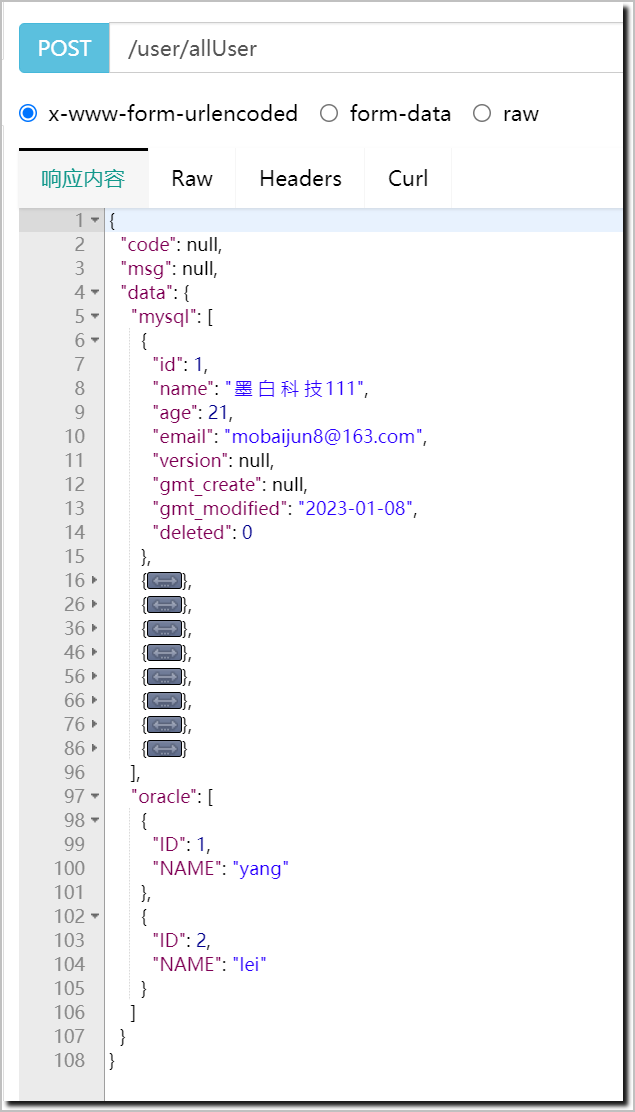 POST /user/allUser
x-www-form-urlencoded form-data raw
响应内容 Raw Headers Curl
1 {
2 "code": null,
3 "msg": null,
4 "data": {
5 "mysql": [
6 {
7 "id": 1,
8 "name": "墨白科技111",
9 "age": 21,
10 "email": "mobaijun8@163.com",
11 "version": null,
12 "gmt_create": null,
13 "gmt_modified": "2023-01-08",
14 "deleted": 0
15 },
16 {...},
26 {...},
36 {...},
46 {...},
56 {...},
66 {...},
76 {...},
86 {...}
96 ],
97 "oracle": [
98 {
99 "ID": 1,
100 "NAME": "yang"
101 },
102 {
103 "ID": 2,
104 "NAME": "lei"
105 }
106 ]
107 }
108 }